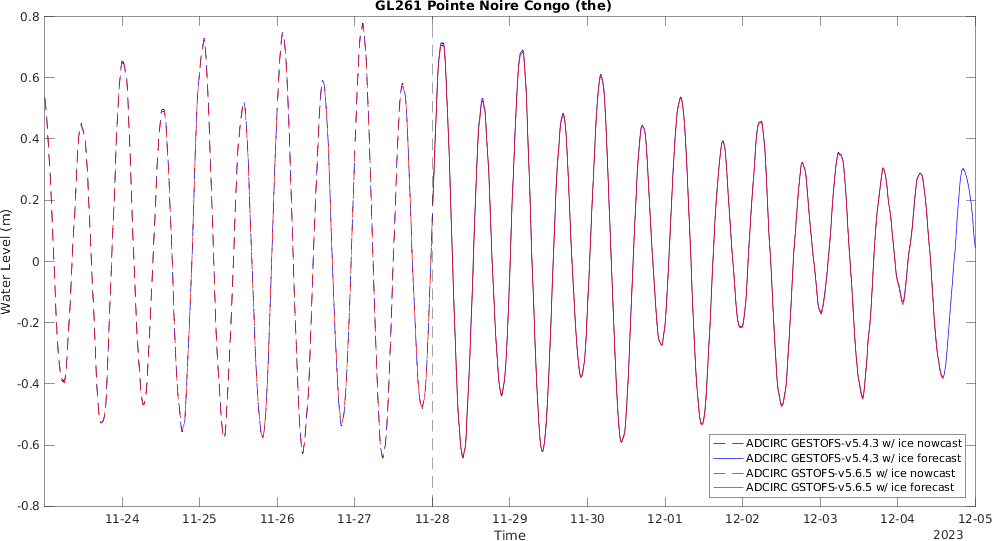 GL261 Pointe Noire Congo (the)
0.8
0.6
0.4
0.2
0
-0.2
-0.4
-0.6
-0.8
Water Level (m)
ADCIRC GESTOFS-v5.4.3 w/ ice nowcast
ADCIRC GESTOFS-v5.4.3 w/ ice forecast
ADCIRC GSTOFS-v5.6.5 w/ ice nowcast
ADCIRC GSTOFS-v5.6.5 w/ ice forecast
11-24 11-25 11-26 11-27 11-28 11-29 11-30 12-01 12-02 12-03 12-04 12-05
Time
2023